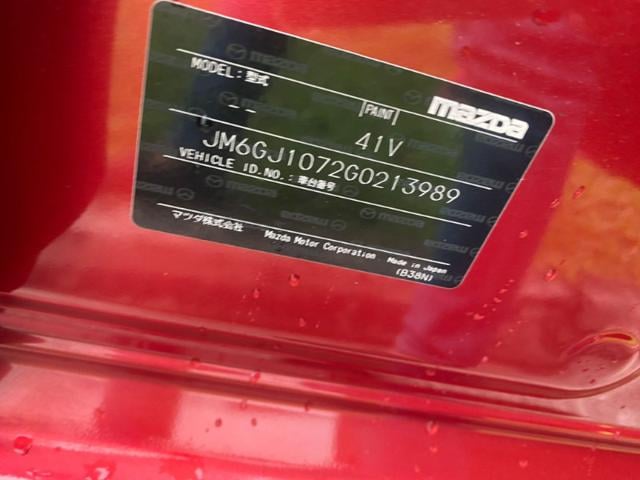 mazda
MODEL: 型式
PAINT
--
41V
JM6GJ1072G0213989
VEHICLE ID.NO.: 車台番号
マツダ株式会社 Mazda Motor Corporation Made in Japan
(B38N)